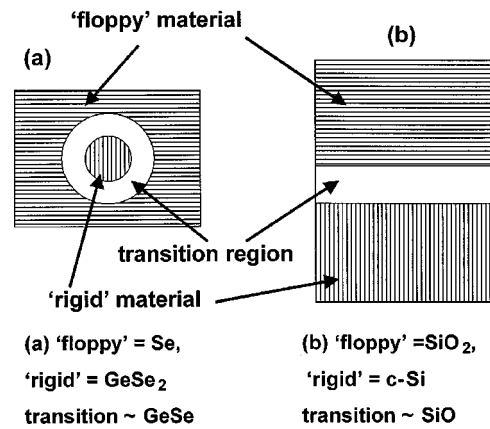 'floppy' material
(a)
(b)
transition region
'rigid' material
(a) 'floppy' = Se,
'rigid' = GeSe₂
transition ~ GeSe
(b) 'floppy' =SiO₂,
'rigid' = c-Si
transition ~ SiO